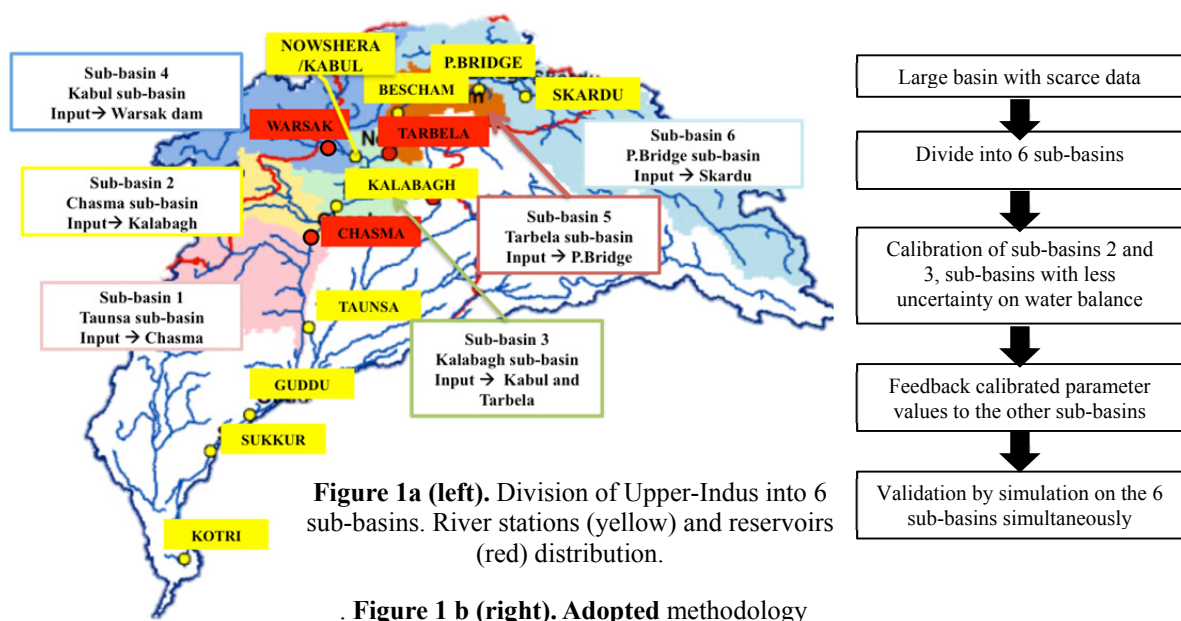 NOWSHERA
/KABUL
P.BRIDGE
BESCHAM
SKARDU
Sub-basin 4
Kabul sub-basin
Input→ Warsak dam
WARSAK
TARBELA
Sub-basin 6
P.Bridge sub-basin
Input → Skardu
Sub-basin 2
Chasma sub-basin
Input→ Kalabagh
KALABAGH
CHASMA
Sub-basin 5
Tarbela sub-basin
Input → P.Bridge
Sub-basin 1
Taunsa sub-basin
Input → Chasma
TAUNSA
Sub-basin 3
Kalabagh sub-basin
Input → Kabul and
Tarbela
GUDDU
SUKKUR
KOTRI
Figure 1a (left). Division of Upper-Indus into 6
sub-basins. River stations (yellow) and reservoirs
(red) distribution.
. Figure 1 b (right). Adopted methodology
Large basin with scarce data
Divide into 6 sub-basins
Calibration of sub-basins 2 and
3, sub-basins with less
uncertainty on water balance
Feedback calibrated parameter
values to the other sub-basins
Validation by simulation on the 6
sub-basins simultaneously